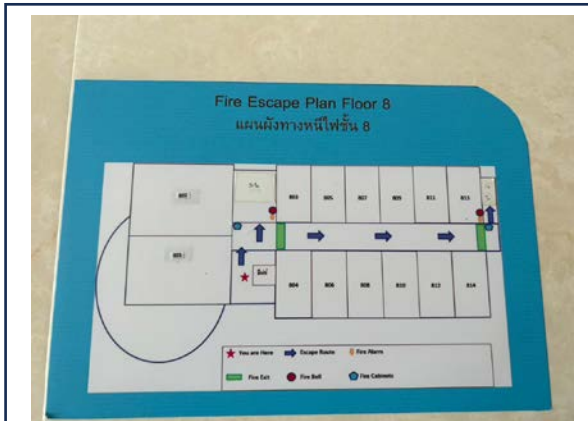 Fire Escape Plan Floor 8
แผนผังทางหนีไฟชั้น 8
803 805 807 809 811 815
804 806 808 810 812 814
You are Here Escape Route Fire Alarm
Fire Exit Fire Bell Fire Cabinets